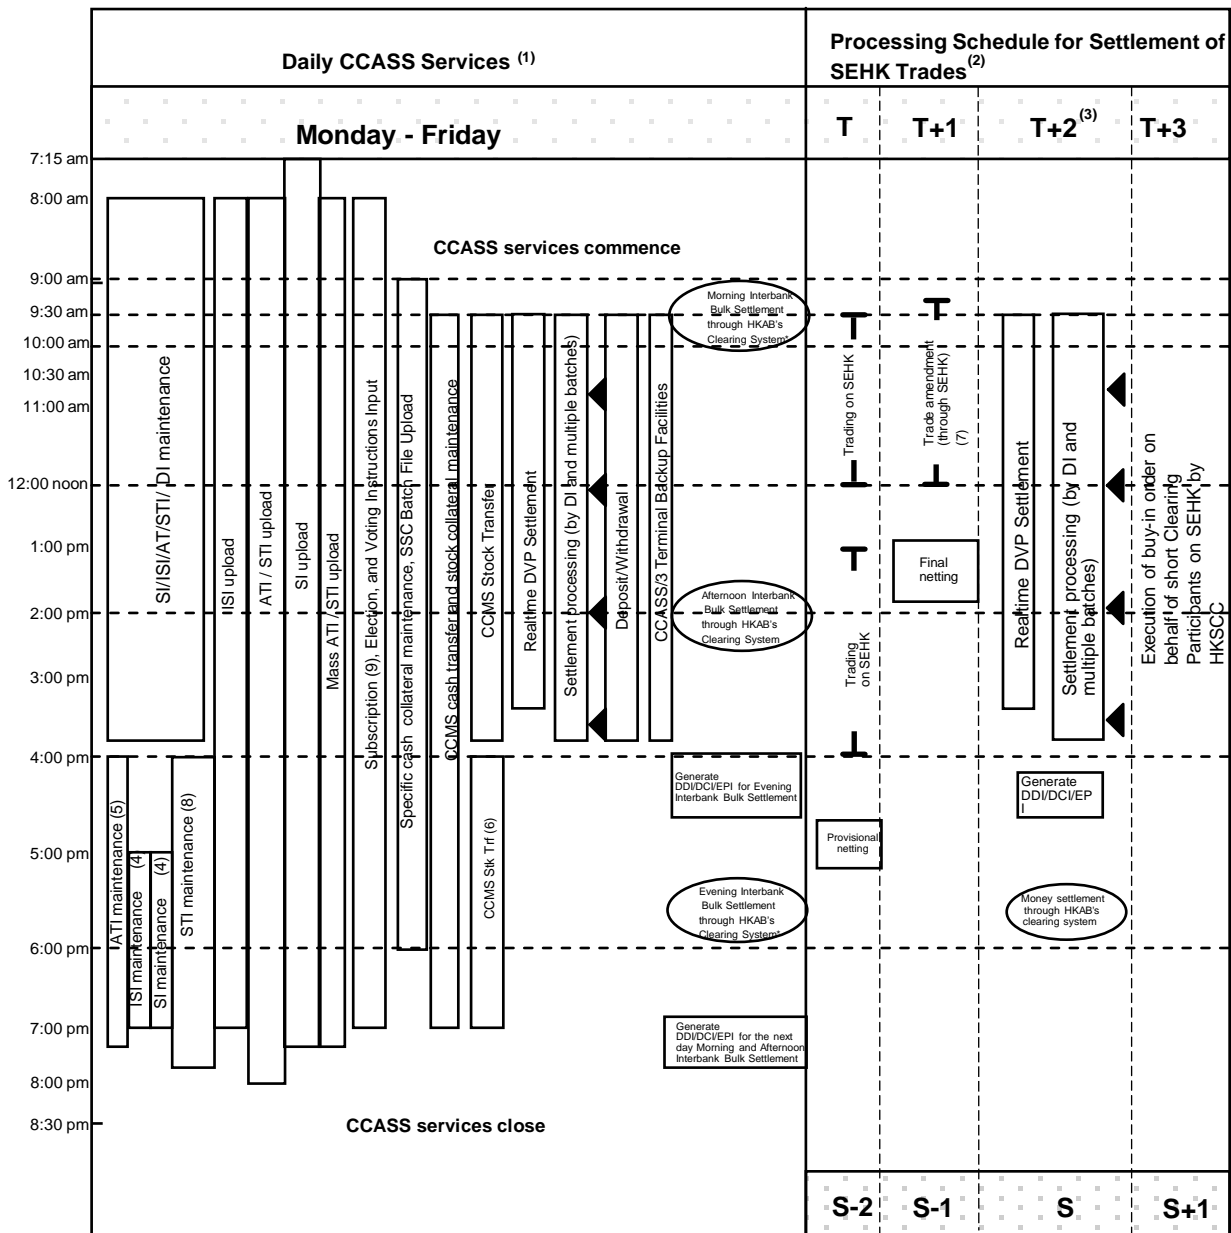 Daily CCASS Services (1)
Processing Schedule for Settlement of
SEHK Trades(2)
Monday - Friday
T
T+1
T+2(3)
T+3
7:15 am
8:00 am
9:00 am
9:30 am
10:00 am
10:30 am
11:00 am
12:00 noon
1:00 pm
2:00 pm
3:00 pm
4:00 pm
5:00 pm
6:00 pm
7:00 pm
8:00 pm
8:30 pm
CCASS services commence
SI/ISI/AT/STI/ DI maintenance
ISI upload
ATI / STI upload
SI upload
Mass ATI /STI upload
Subscription (9), Election, and Voting Instructions Input
Specific cash collateral maintenance, SSC Batch File Upload
CCMS cash transfer and stock collateral maintenance
CCMS Stock Transfer
Realtime DVP Settlement
Settlement processing (by DI and multiple batches)
Deposit/Withdrawal
CCASS/3 Terminal Backup Facilities
Morning Interbank
Bulk Settlement
through HKAB's
Clearing System*
Afternoon Interbank
Bulk Settlement
through HKAB's
Clearing System
Generate
DDI/DCI/EPI for Evening
Interbank Bulk Settlement
Evening Interbank
Bulk Settlement
through HKAB's
Clearing System*
Generate
DDI/DCI/EPI for the next
day Morning and Afternoon
Interbank Bulk Settlement
ATI maintenance (5)
ISI maintenance (4)
SI maintenance (4)
STI maintenance (8)
CCMS Stk Trf (6)
CCASS services close
Trading on SEHK
Trading
on SEHK
Provisional
netting
Trade amendment
(through SEHK)
(7)
Final
netting
Realtime DVP Settlement
Settlement processing (by DI and
multiple batches)
Generate
DDI/DCI/EP
I
Money settlement
through HKAB's
clearing system
Execution of buy-in order on
behalf of short Clearing
Participants on SEHK by
HKSCC
S-2
S-1
S
S+1